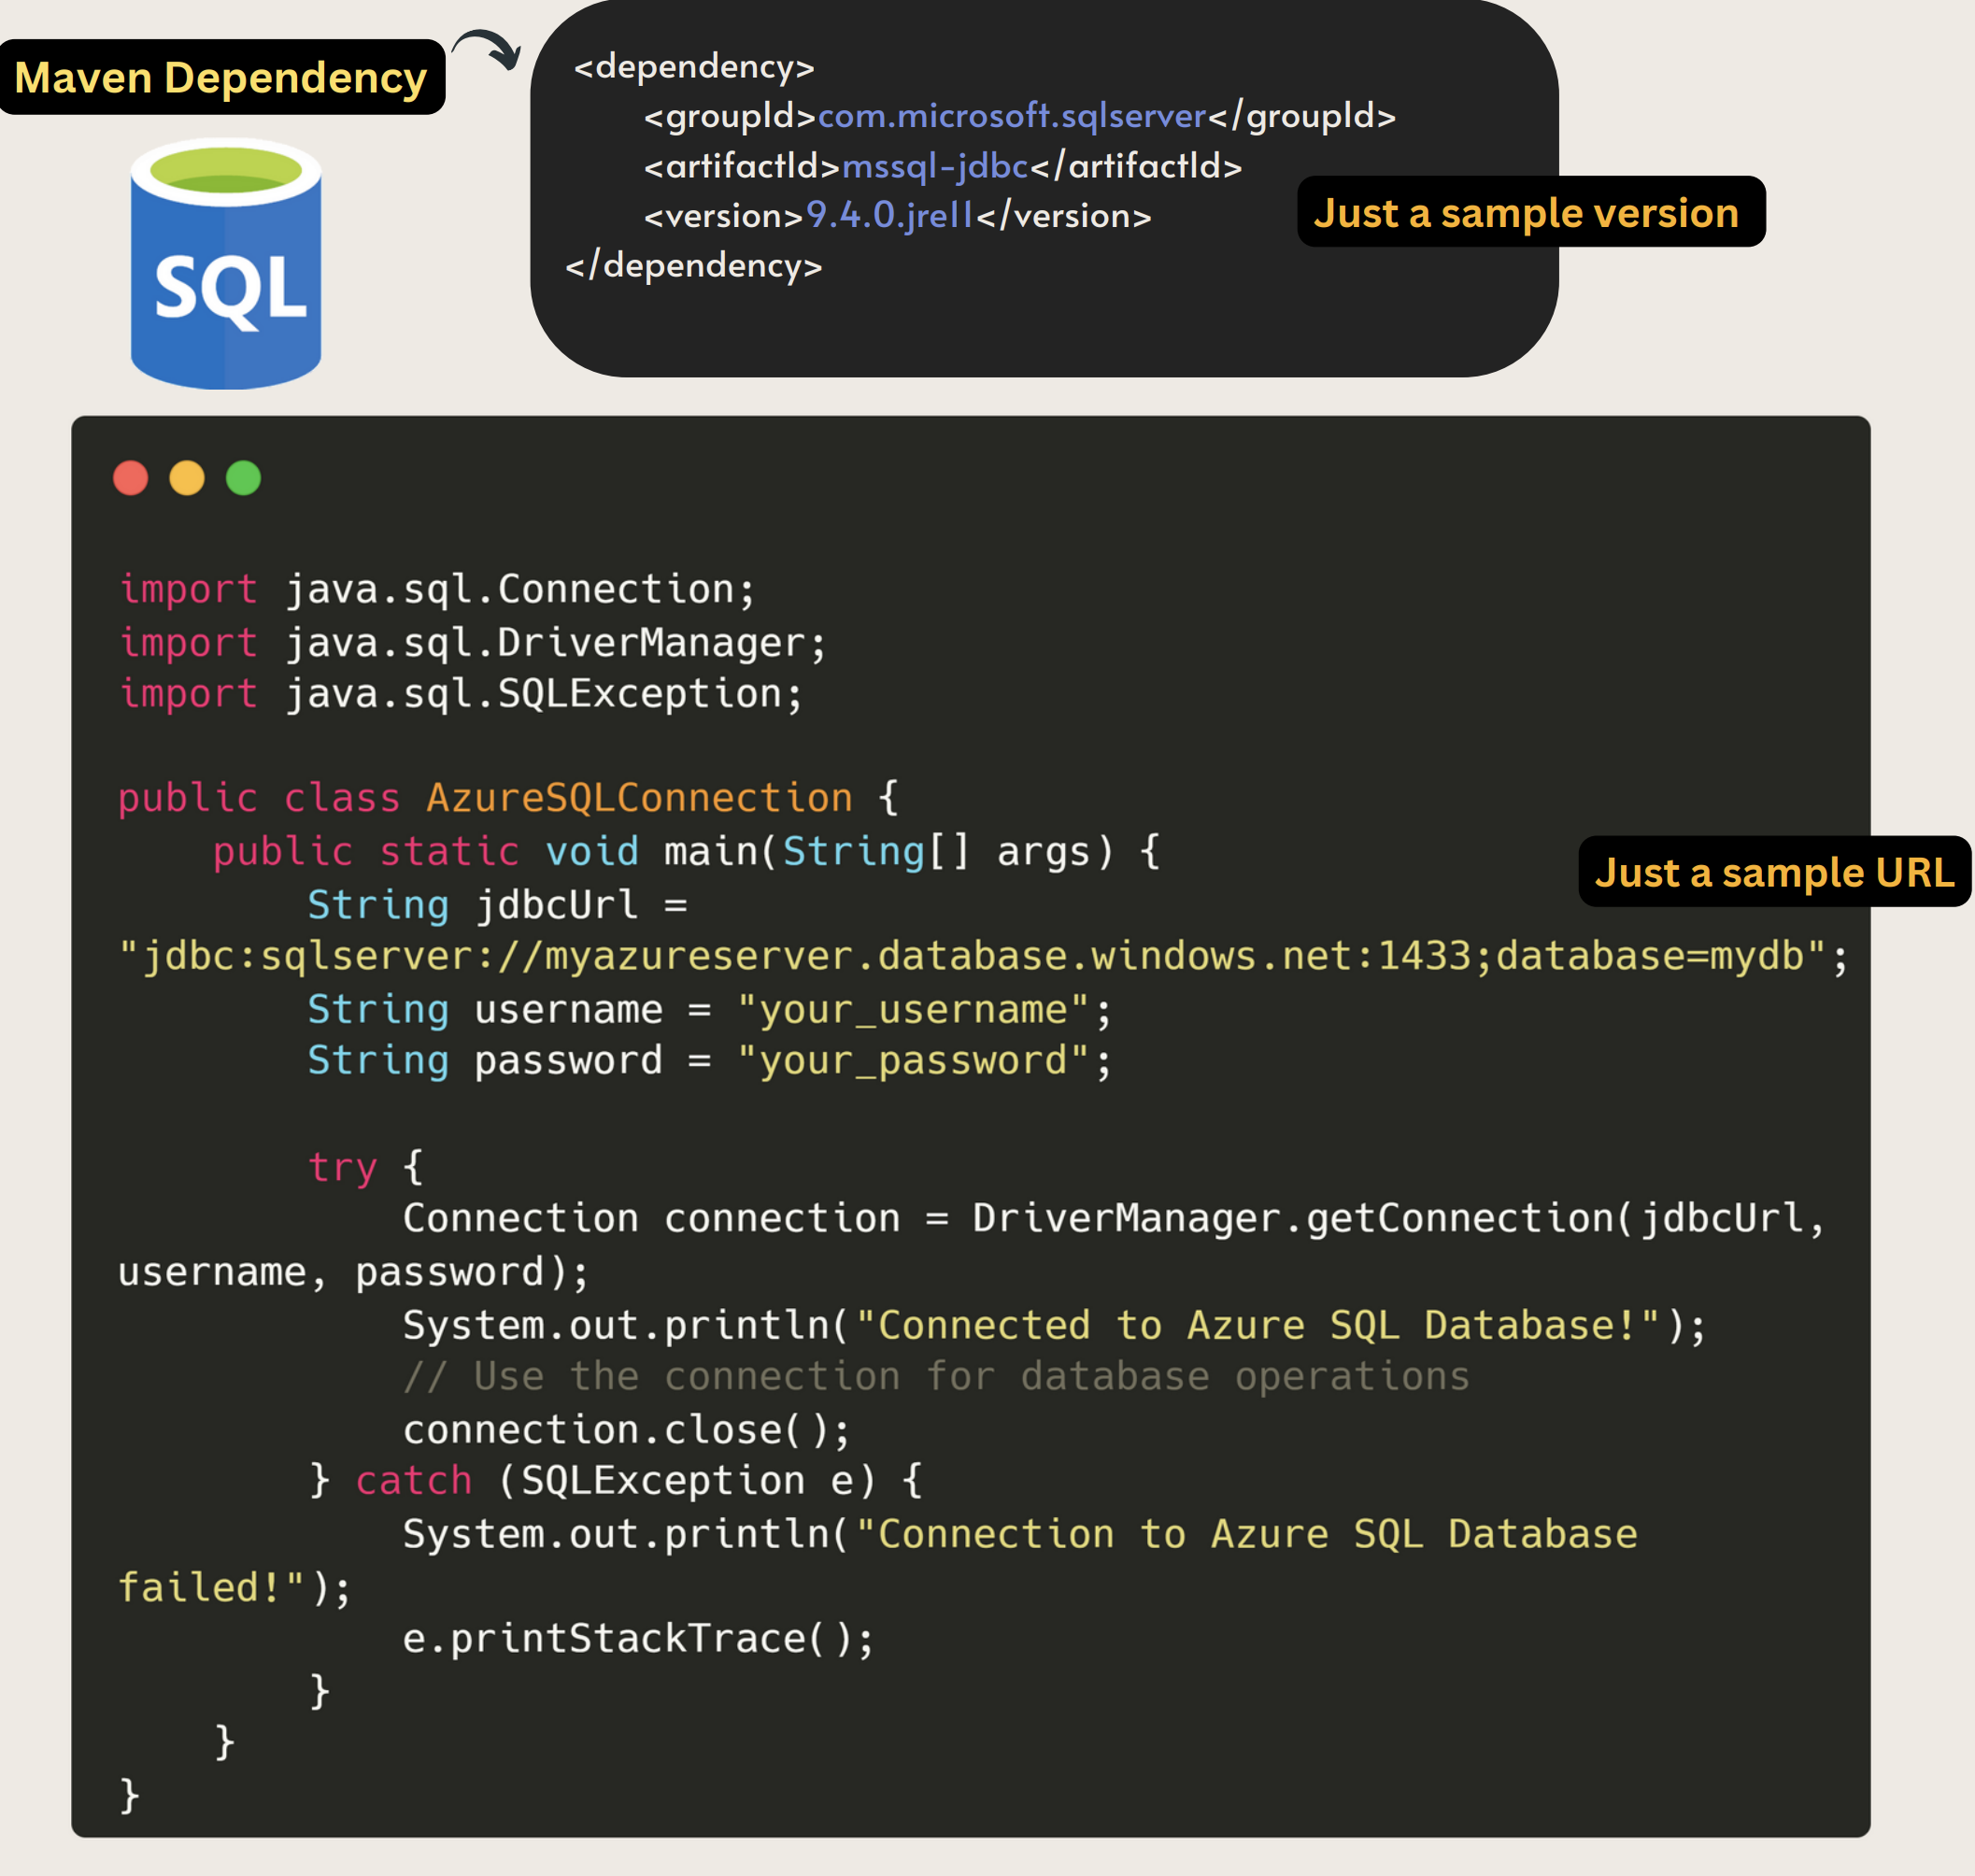 Maven Dependency
<dependency>
<groupId>com.microsoft.sqlserver</groupId>
<artifactId>mssql-jdbc</artifactId>
<version>9.4.0.jre11</version>
</dependency>
Just a sample version
SQL
import java.sql.Connection;
import java.sql.DriverManager;
import java.sql.SQLException;
public class AzureSQLConnection {
public static void main(String[] args) {
Just a sample URL
String jdbcUrl =
"jdbc:sqlserver://myazureserver.database.windows.net:1433;database=mydb";
String username = "your_username";
String password = "your_password";
try {
Connection connection = DriverManager.getConnection(jdbcUrl,
username, password);
System.out.println("Connected to Azure SQL Database!");
// Use the connection for database operations
connection.close();
} catch (SQLException e) {
System.out.println("Connection to Azure SQL Database
failed!");
e.printStackTrace();
}
}
}